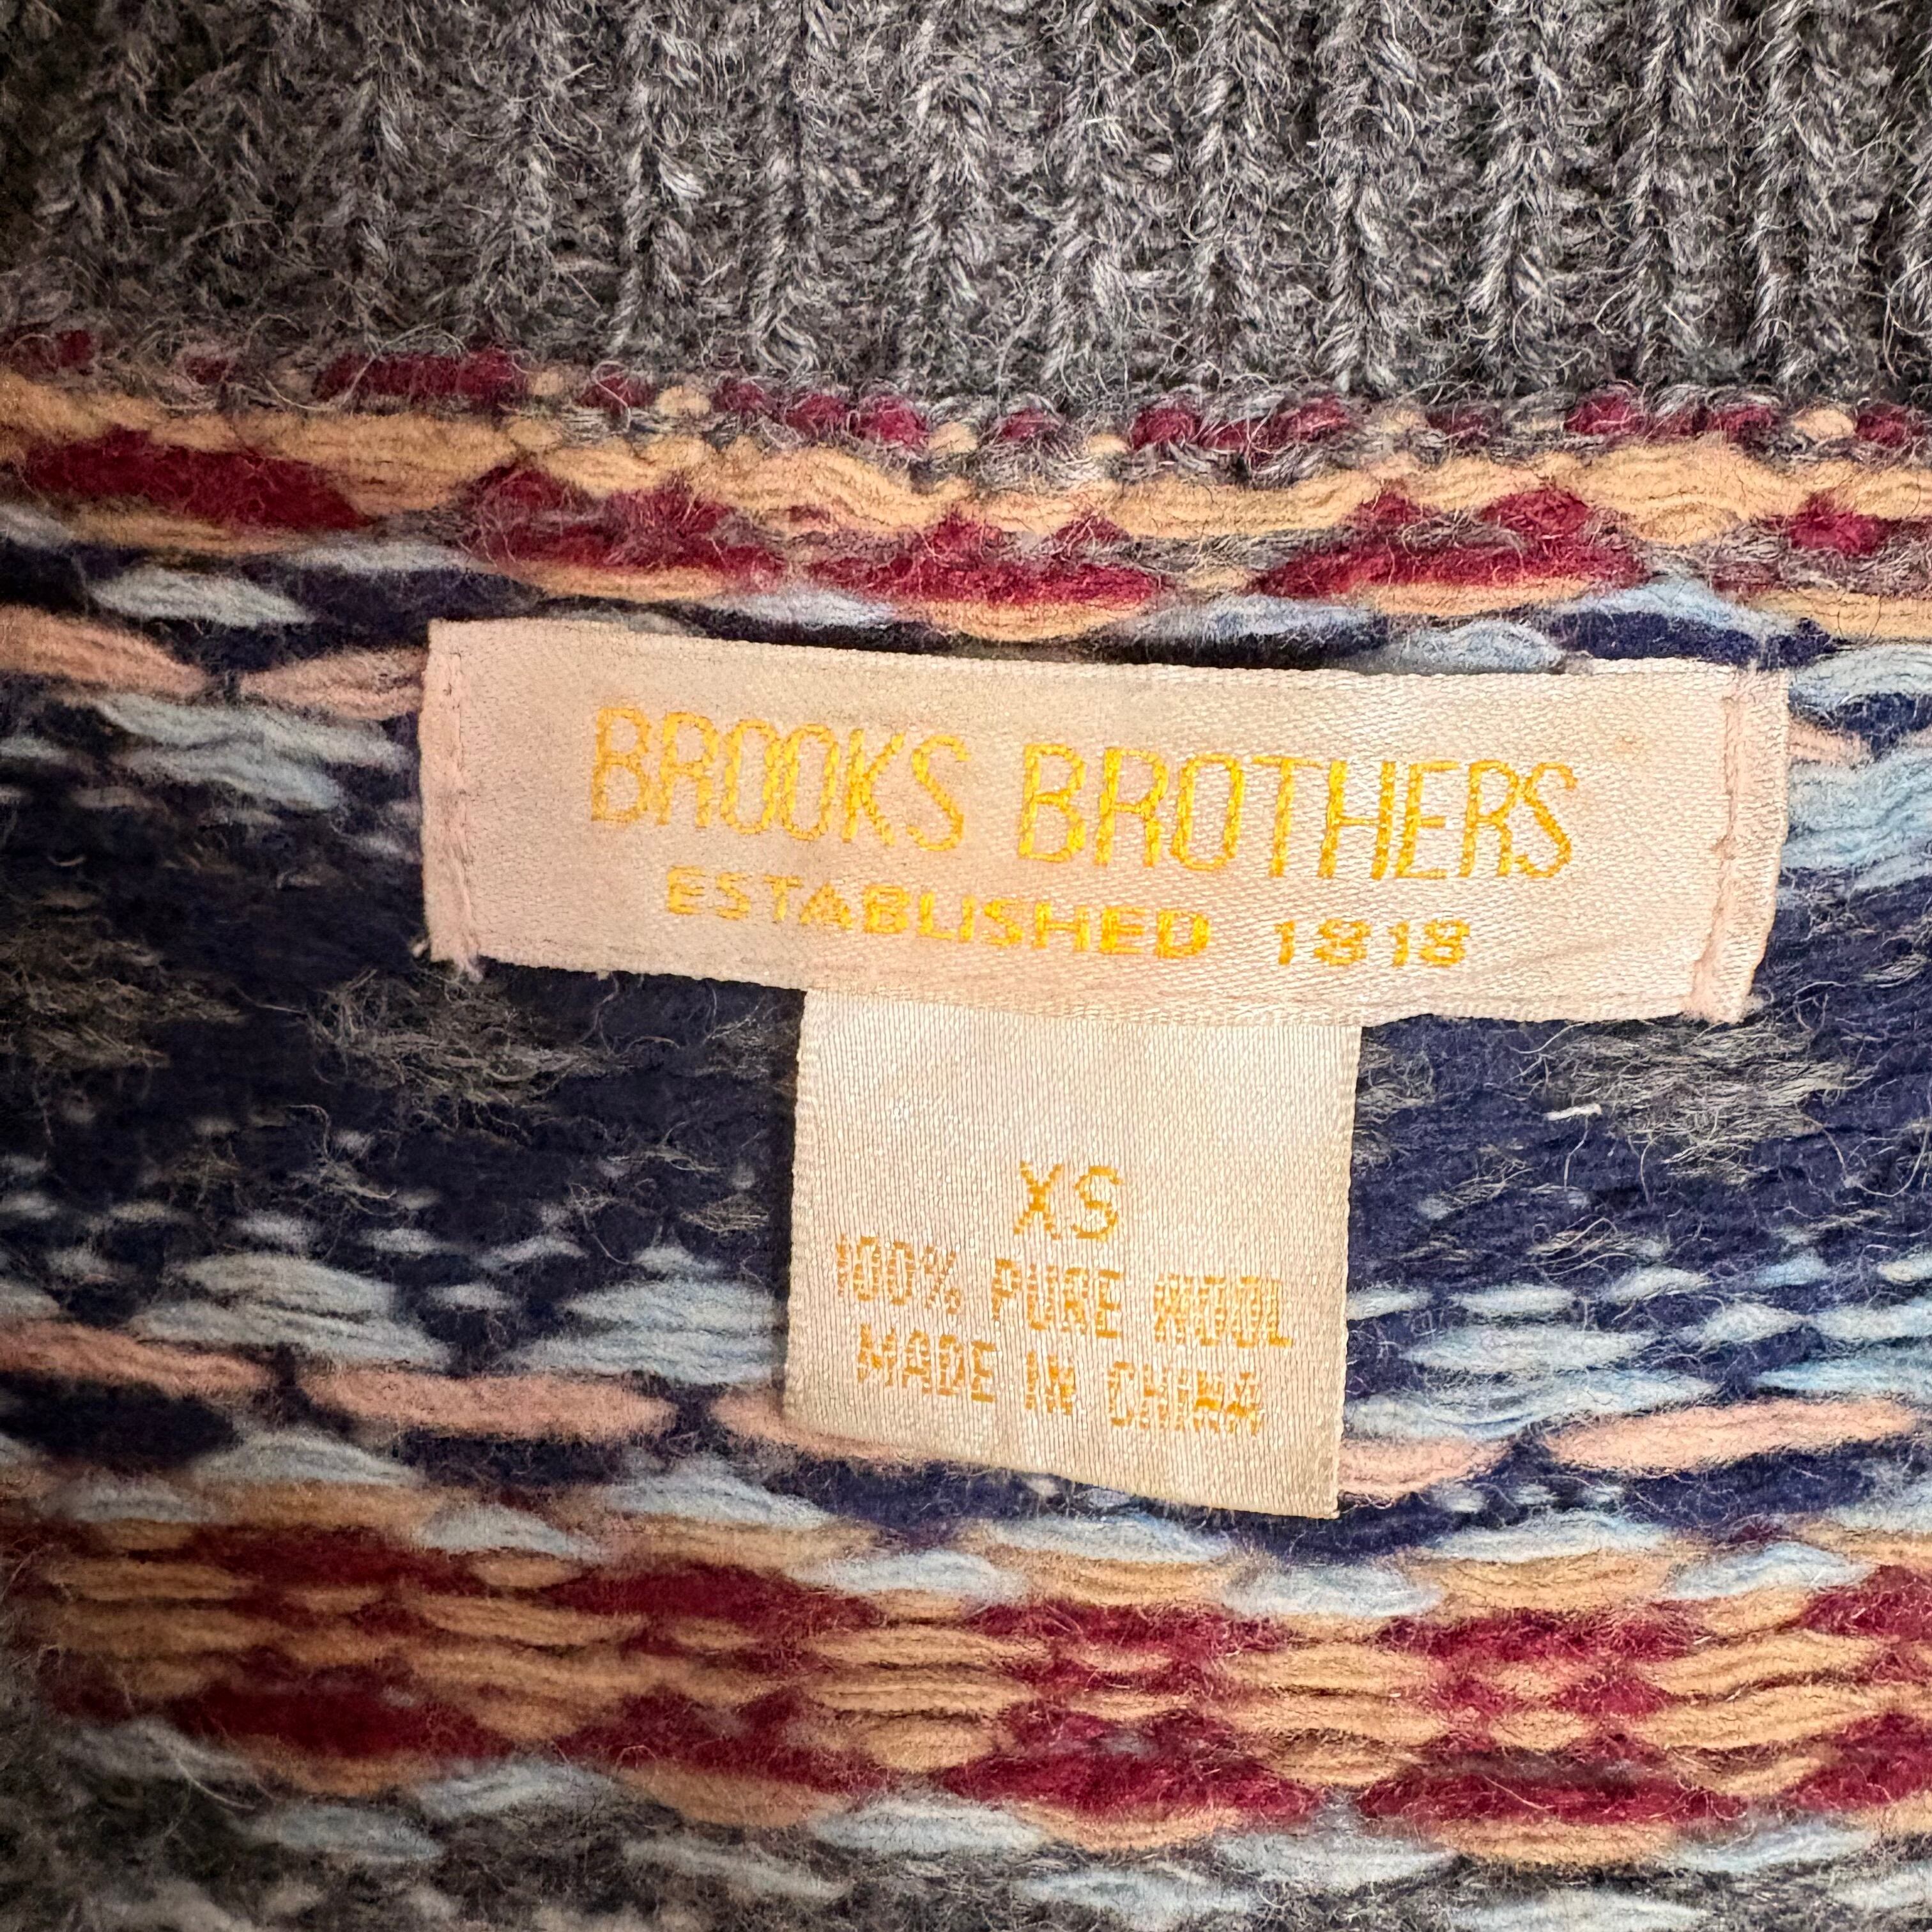 BROOKS BROTHERS
ESTABLISHED 1818
XS
100% PURE WOOL
MADE IN CHINA